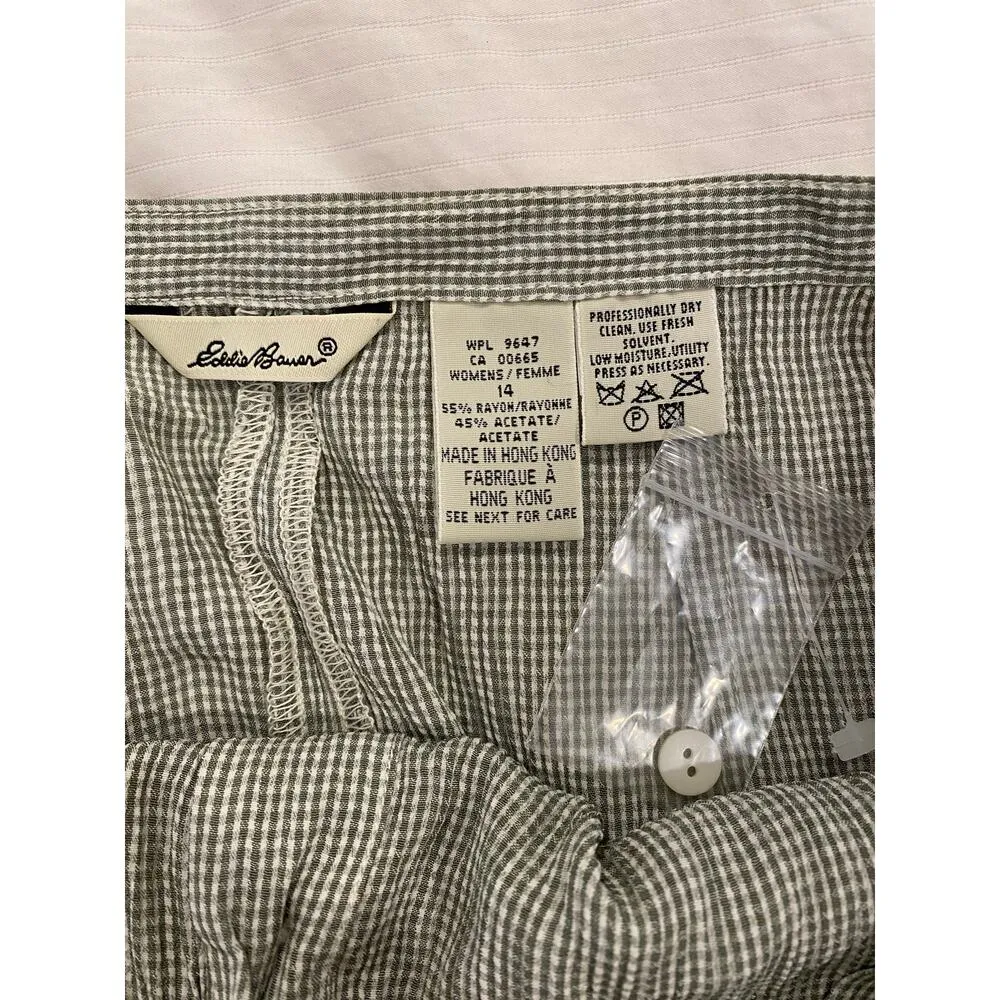 Eddie Bauer®
WPL 9647
CA 00665
WOMENS/FEMME
14
55% RAYON/RAYONNE
45% ACETATE/
ACETATE
MADE IN HONG KONG
FABRIQUE À
HONG KONG
SEE NEXT FOR CARE
PROFESSIONALLY DRY
CLEAN. USE FRESH
SOLVENT.
LOW MOISTURE,UTILITY
PRESS AS NECESSARY.
P